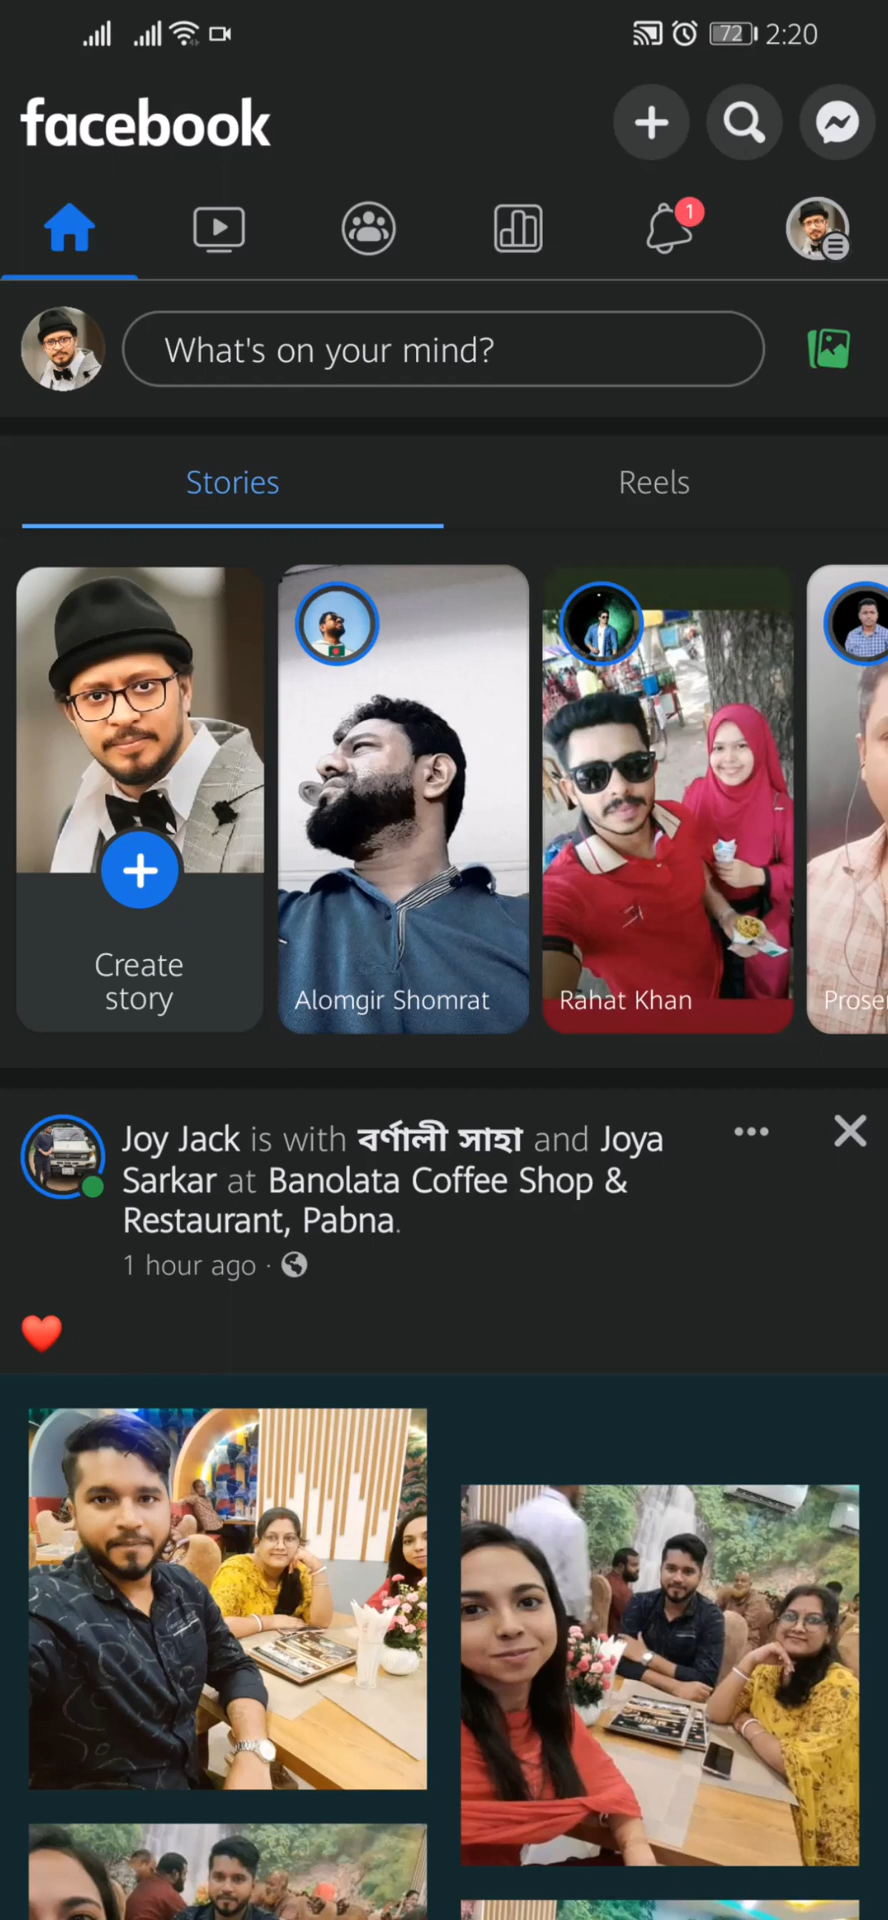 72 2:20
facebook
1
What's on your mind?
Stories Reels
Create
story
Alomgir Shomrat
Rahat Khan
Joy Jack is with বর্ণালী সাহা and Joya
Sarkar at Banolata Coffee Shop &
Restaurant, Pabna.
1 hour ago ·